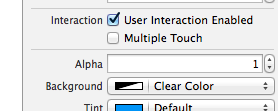 Interaction User Interaction Enabled
Multiple Touch
Alpha 1
Background Clear Color
Tint Default